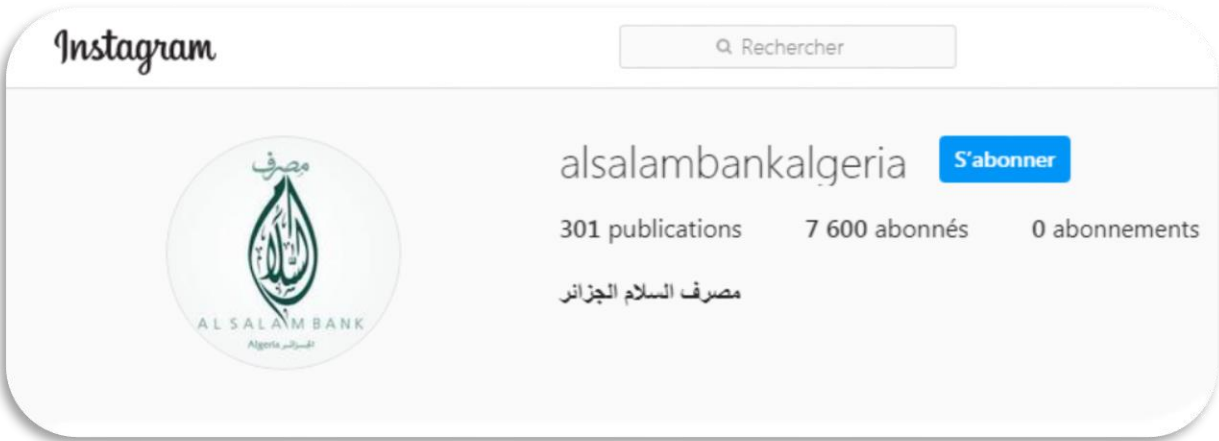 Instagram
Rechercher
alsalambankalgeria S'abonner
301 publications 7 600 abonnés 0 abonnements
مصرف السلام الجزائر
مصرف
السلام
AL SALAM BANK
Algeria الجزائر